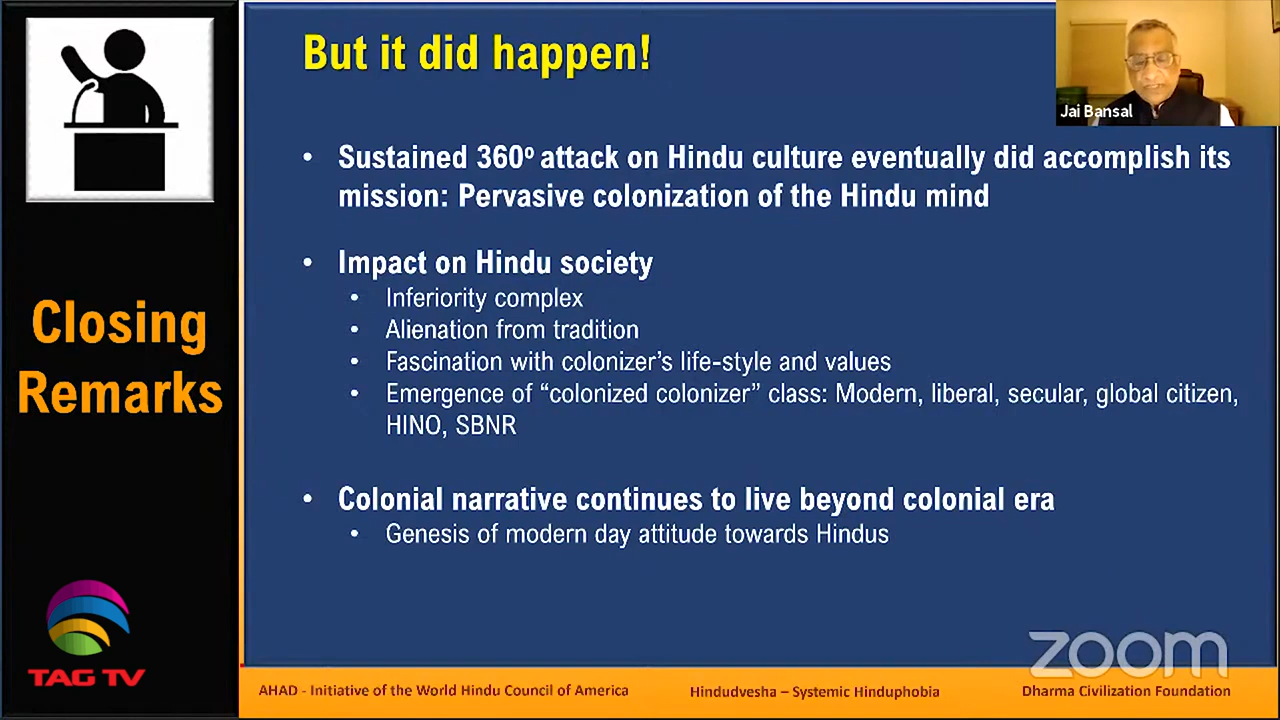 But it did happen!
Jai Bansal
• Sustained 360º attack on Hindu culture eventually did accomplish its
mission: Pervasive colonization of the Hindu mind
• Impact on Hindu society
• Inferiority complex
• Alienation from tradition
• Fascination with colonizer's life-style and values
• Emergence of "colonized colonizer" class: Modern, liberal, secular, global citizen,
HINO, SBNR
• Colonial narrative continues to live beyond colonial era
• Genesis of modern day attitude towards Hindus
Closing
Remarks
TAG TV
zoom
AHAD - Initiative of the World Hindu Council of America
Hindudvesha – Systemic Hinduphobia
Dharma Civilization Foundation